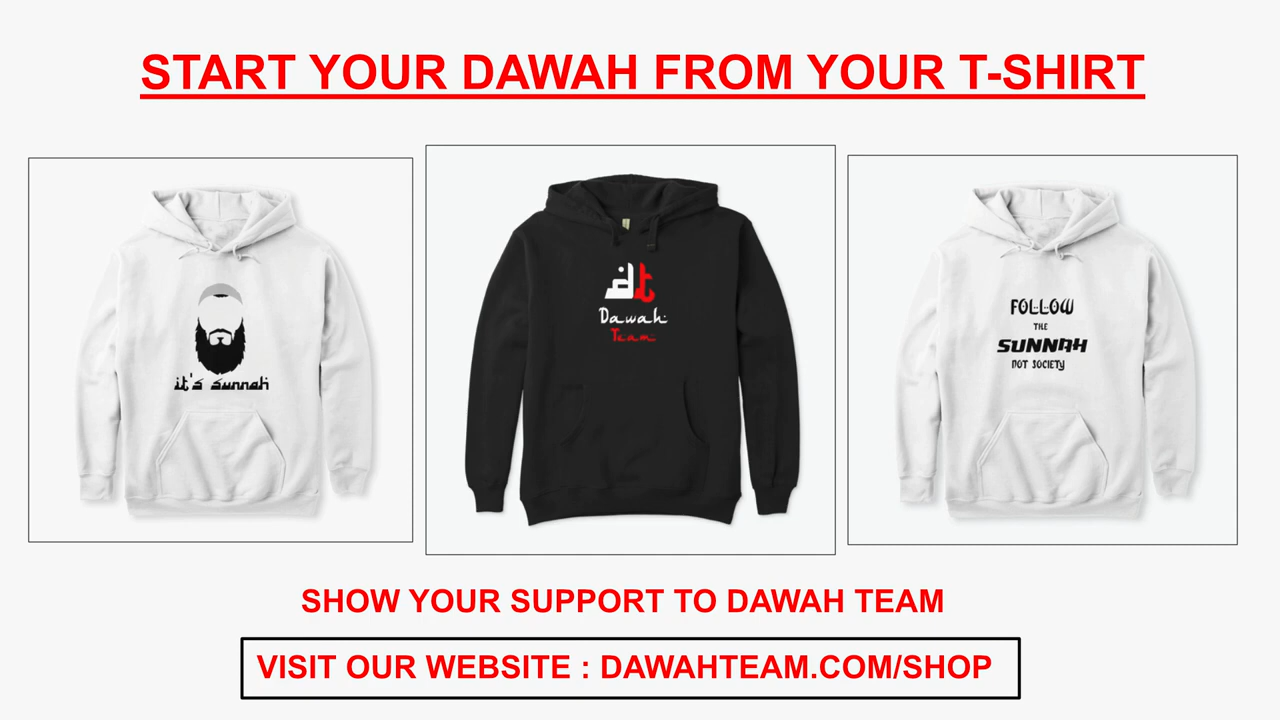 START YOUR DAWAH FROM YOUR T-SHIRT
it's sunnah
dt
Dawah
Team
FOLLOW
THE
SUNNAH
NOT SOCIETY
SHOW YOUR SUPPORT TO DAWAH TEAM
VISIT OUR WEBSITE : DAWAHTEAM.COM/SHOP